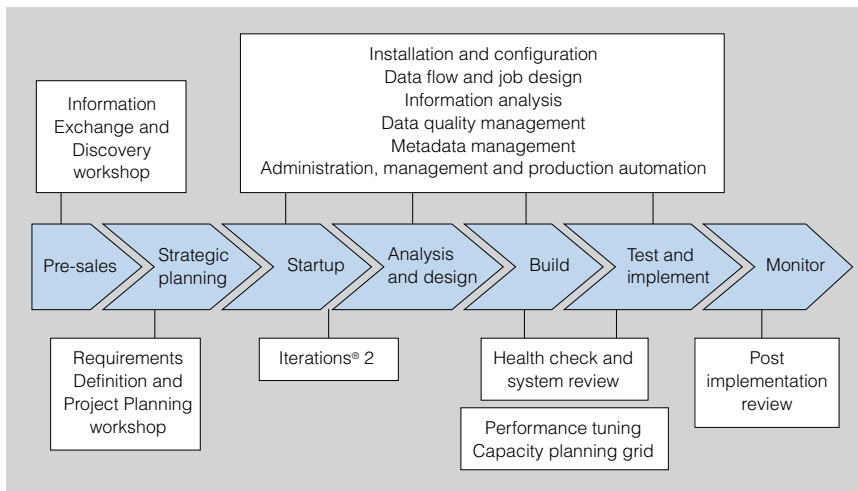 Installation and configuration
Data flow and job design
Information analysis
Data quality management
Metadata management
Administration, management and production automation
Information
Exchange and
Discovery
workshop
Pre-sales
Strategic
planning
Startup
Analysis
and design
Build
Test and
implement
Monitor
Requirements
Definition and
Project Planning
workshop
Iterations® 2
Health check and
system review
Performance tuning
Capacity planning grid
Post
implementation
review